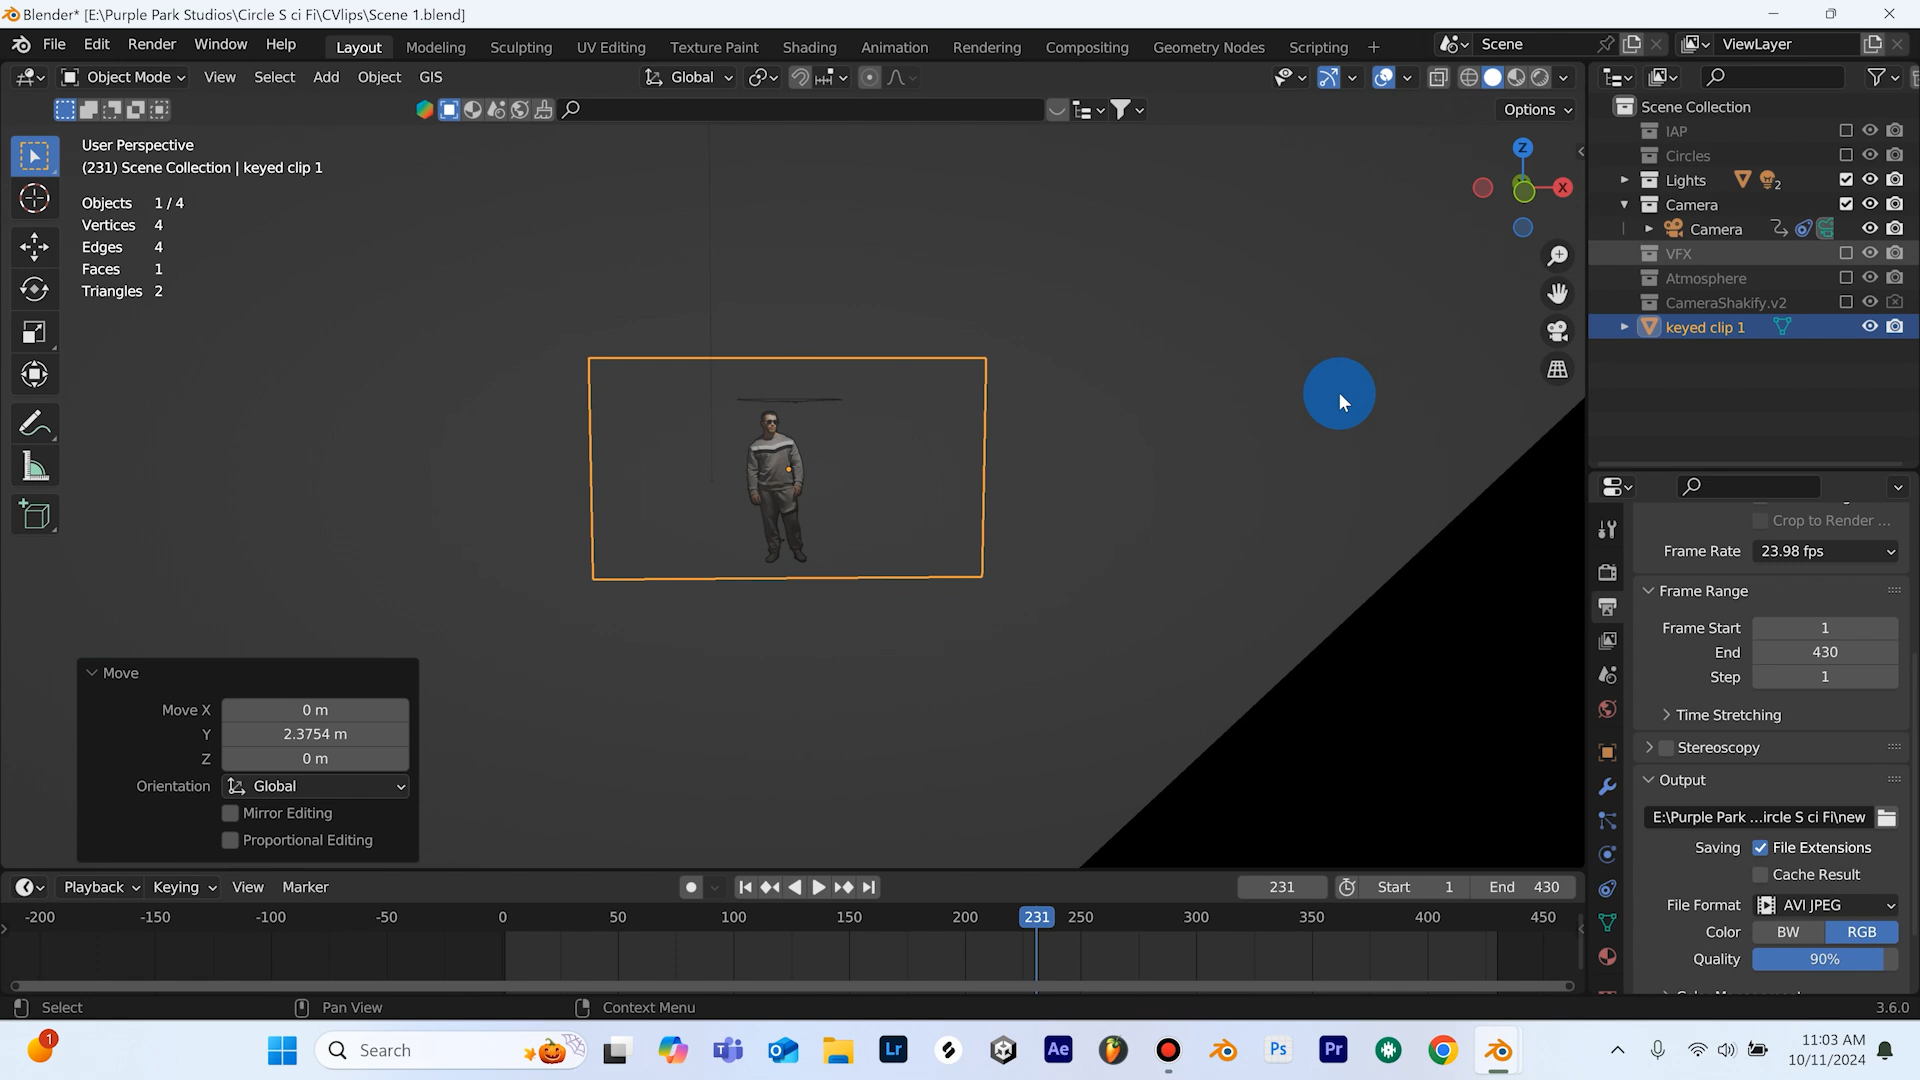 Blender* [E:\Purple Park Studios\Circle S ci Fi\CVlips\Scene 1.blend]
File Edit Render Window Help Layout Modeling Sculpting UV Editing Texture Paint Shading Animation Rendering Compositing Geometry Nodes Scripting + Scene ViewLayer
Object Mode View Select Add Object GIS Global
Options
User Perspective
(231) Scene Collection | keyed clip 1
Objects 1 / 4
Vertices 4
Edges 4
Faces 1
Triangles 2
Z
X
Scene Collection
IAP
Circles
Lights 2
Camera
Camera
VFX
Atmosphere
CameraShakify.v2
keyed clip 1
Crop to Render ...
Frame Rate 23.98 fps
Frame Range
Frame Start 1
End 430
Step 1
Time Stretching
Stereoscopy
Output
E:\Purple Park ...ircle S ci Fi\new
Saving File Extensions
Cache Result
File Format AVI JPEG
Color BW RGB
Quality 90%
Move
Move X 0 m
Y 2.3754 m
Z 0 m
Orientation Global
Mirror Editing
Proportional Editing
Playback Keying View Marker 231 Start 1 End 430
-200 -150 -100 -50 0 50 100 150 200 231 250 300 350 400 450
Select Pan View Context Menu 3.6.0
1 Search Lr Ae Ps Pr 11:03 AM
10/11/2024